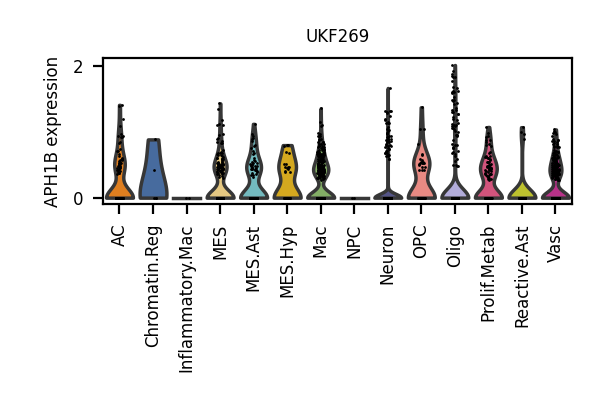 UKF269
APH1B expression
2
0
AC
Chromatin.Reg
Inflammatory.Mac
MES
MES.Ast
MES.Hyp
Mac
NPC
Neuron
OPC
Oligo
Prolif.Metab
Reactive.Ast
Vasc